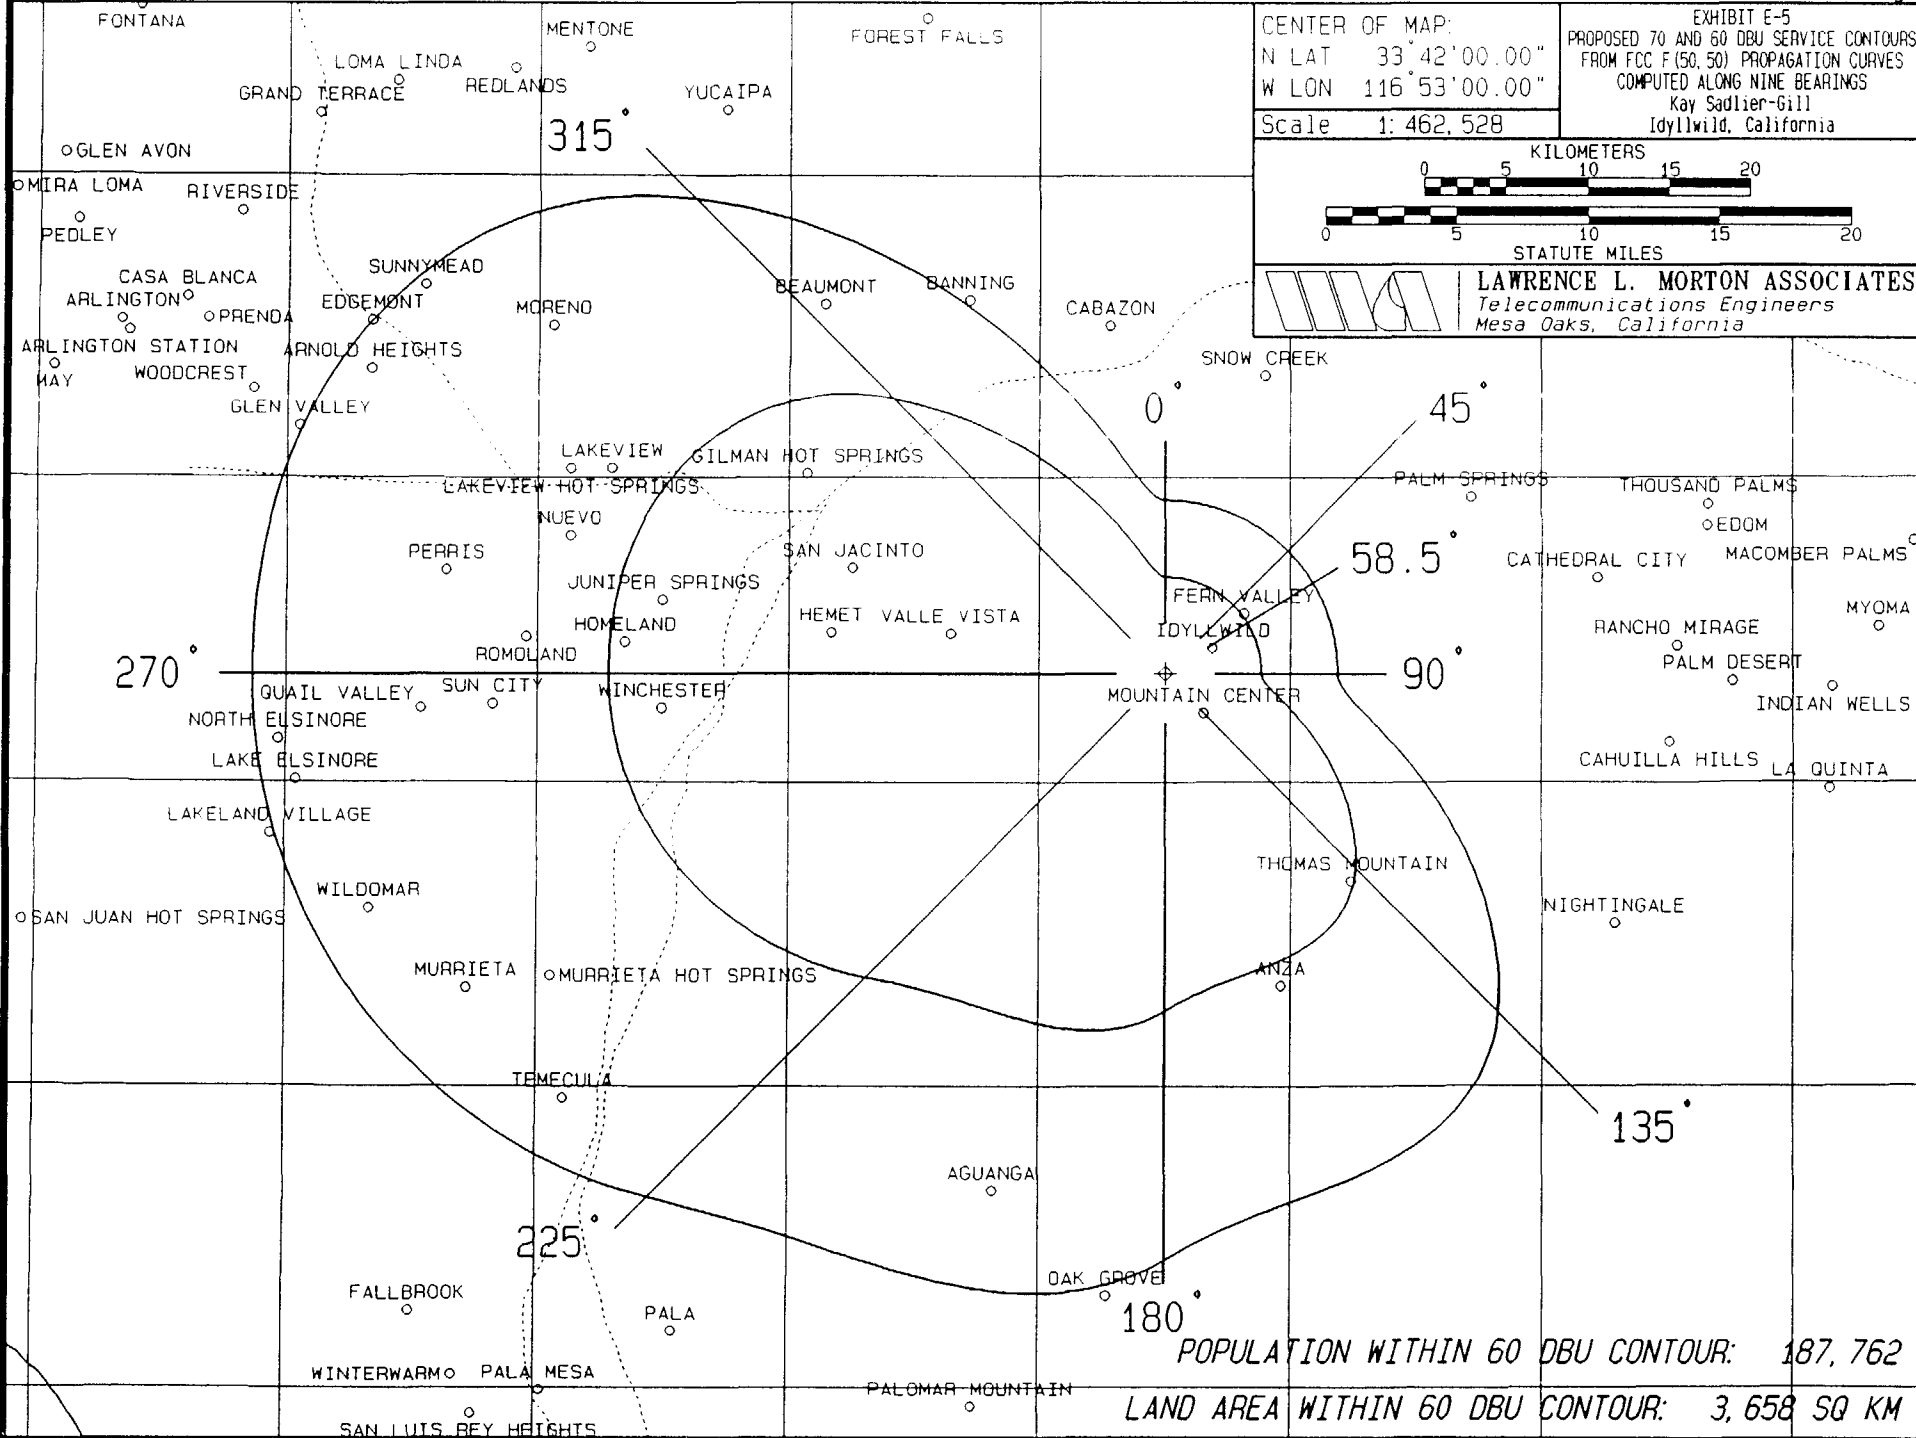 FONTANA
MENTONE
FOREST FALLS
LOMA LINDA
REDLANDS
GRAND TERRACE
YUCAIPA
315°
GLEN AVON
MIRA LOMA
RIVERSIDE
PEDLEY
CENTER OF MAP:
N LAT 33°42'00.00"
W LON 116°53'00.00"
Scale 1: 462,528
EXHIBIT E-5
PROPOSED 70 AND 60 DBU SERVICE CONTOURS
FROM FCC F(50,50) PROPAGATION CURVES
COMPUTED ALONG NINE BEARINGS
Kay Sadlier-Gill
Idyllwild, California
KILOMETERS
0 5 10 15 20
0 5 10 15 20
STATUTE MILES
LAWRENCE L. MORTON ASSOCIATES
Telecommunications Engineers
Mesa Oaks, California
SUNNYMEAD
CASA BLANCA
ARLINGTON
PRENDA
EDGEMONT
MORENO
BEAUMONT
BANNING
CABAZON
ARLINGTON STATION
ARNOLD HEIGHTS
MAY
WOODCREST
SNOW CREEK
GLEN VALLEY
0°
45°
LAKEVIEW
GILMAN HOT SPRINGS
LAKEVIEW HOT SPRINGS
PALM SPRINGS
THOUSAND PALMS
NUEVO
EDOM
PERRIS
SAN JACINTO
58.5°
CATHEDRAL CITY
MACOMBER PALMS
JUNIPER SPRINGS
FERN VALLEY
MYOMA
HOMELAND
HEMET
VALLE VISTA
IDYLLWILD
RANCHO MIRAGE
ROMOLAND
PALM DESERT
270°
90°
QUAIL VALLEY
SUN CITY
WINCHESTER
MOUNTAIN CENTER
INDIAN WELLS
NORTH ELSINORE
LAKE ELSINORE
CAHUILLA HILLS
LA QUINTA
LAKELAND VILLAGE
THOMAS MOUNTAIN
WILDOMAR
SAN JUAN HOT SPRINGS
NIGHTINGALE
MURRIETA
MURRIETA HOT SPRINGS
ANZA
TEMECULA
135°
AGUANGA
225°
OAK GROVE
FALLBROOK
180°
PALA
POPULATION WITHIN 60 DBU CONTOUR: 187,762
WINTERWARM
PALA MESA
PALOMAR MOUNTAIN
LAND AREA WITHIN 60 DBU CONTOUR: 3,658 SQ KM
SAN LUIS REY HEIGHTS